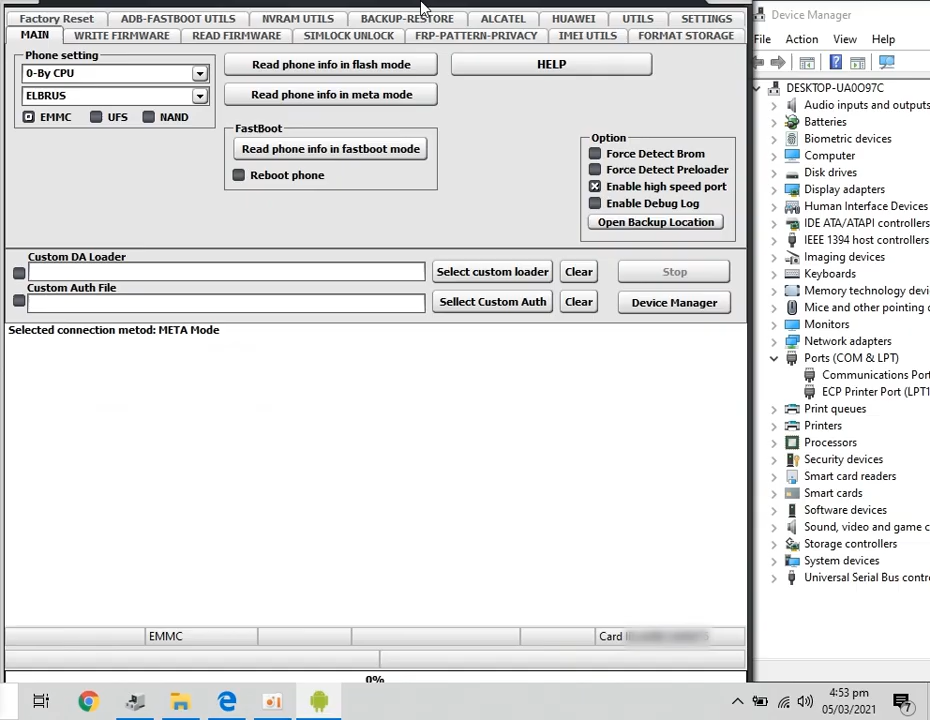 Factory Reset ADB-FASTBOOT UTILS NVRAM UTILS BACKUP-RESTORE ALCATEL HUAWEI UTILS SETTINGS
MAIN WRITE FIRMWARE READ FIRMWARE SIMLOCK UNLOCK FRP-PATTERN-PRIVACY IMEI UTILS FORMAT STORAGE
Phone setting
0-By CPU
ELBRUS
EMMC UFS NAND
Read phone info in flash mode
Read phone info in meta mode
FastBoot
Read phone info in fastboot mode
Reboot phone
HELP
Option
Force Detect Brom
Force Detect Preloader
Enable high speed port
Enable Debug Log
Open Backup Location
Custom DA Loader
Select custom loader Clear Stop
Custom Auth File
Sellect Custom Auth Clear Device Manager
Selected connection metod: META Mode
EMMC Card
0%
Device Manager
File Action View Help
DESKTOP-UA0O97C
Audio inputs and outputs
Batteries
Biometric devices
Computer
Disk drives
Display adapters
Human Interface Devices
IDE ATA/ATAPI controllers
IEEE 1394 host controllers
Imaging devices
Keyboards
Memory technology devi
Mice and other pointing d
Monitors
Network adapters
Ports (COM & LPT)
Communications Port
ECP Printer Port (LPT1
Print queues
Printers
Processors
Security devices
Smart card readers
Smart cards
Software devices
Sound, video and game c
Storage controllers
System devices
Universal Serial Bus contr
4:53 pm
05/03/2021
7